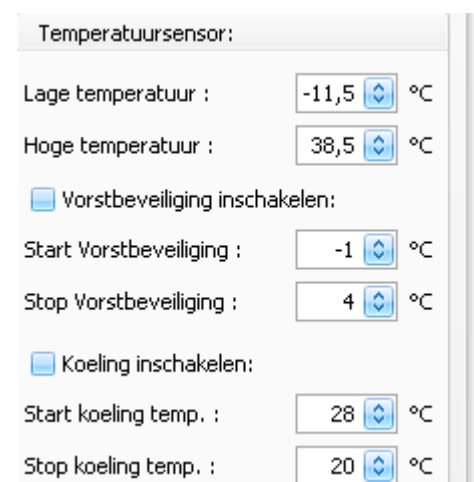 Temperatuursensor:
Lage temperatuur : -11,5 °C
Hoge temperatuur : 38,5 °C
Vorstbeveiliging inschakelen:
Start Vorstbeveiliging : -1 °C
Stop Vorstbeveiliging : 4 °C
Koeling inschakelen:
Start koeling temp. : 28 °C
Stop koeling temp. : 20 °C